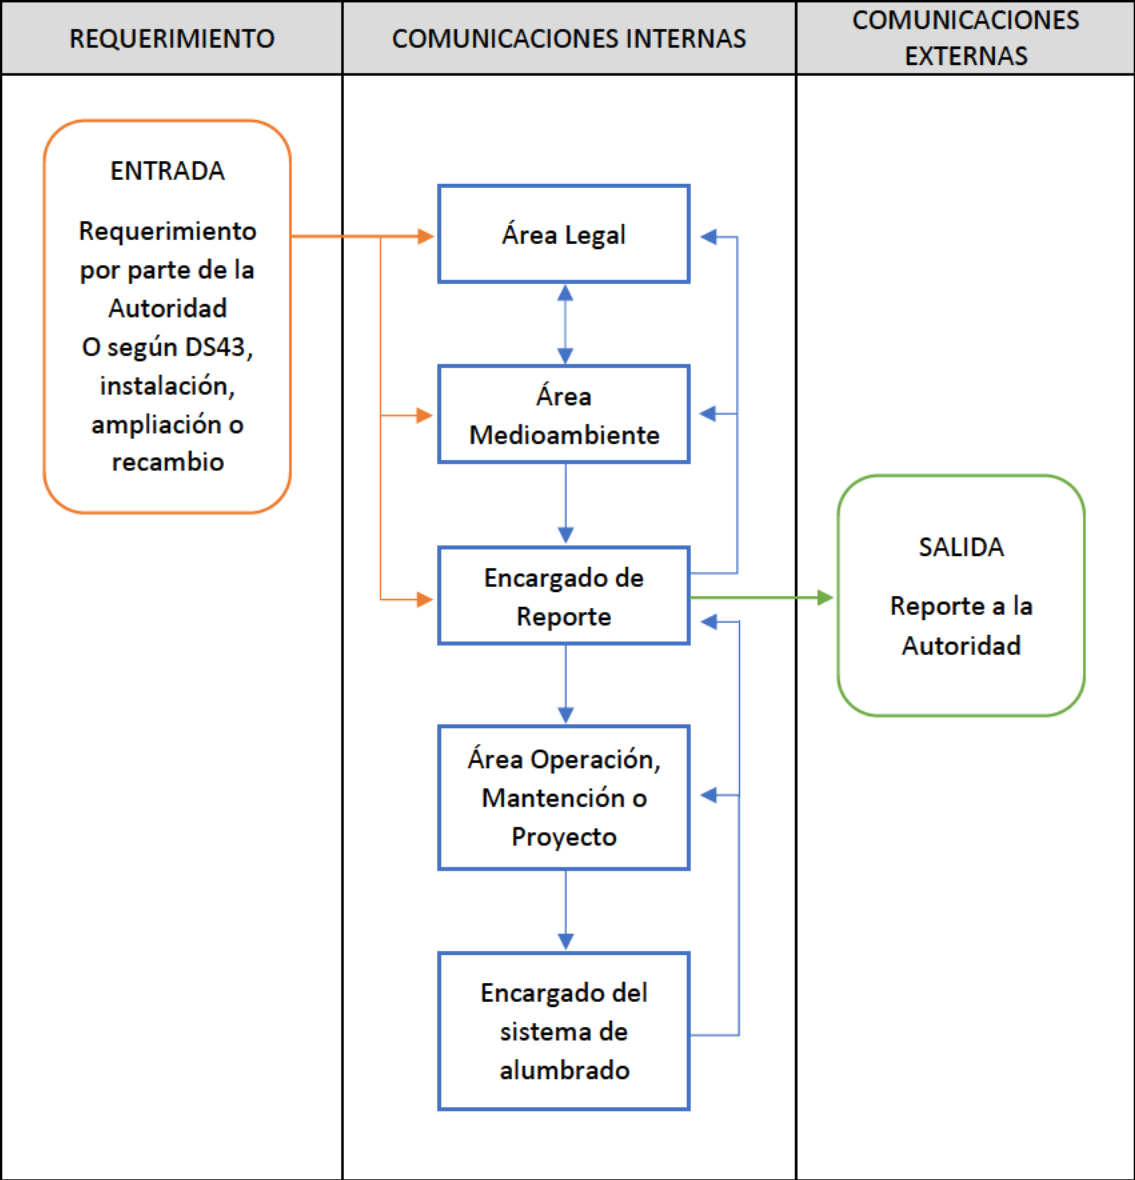 REQUERIMIENTO
COMUNICACIONES INTERNAS
COMUNICACIONES
EXTERNAS
ENTRADA
Requerimiento
por parte de la
Autoridad
O según DS43,
instalación,
ampliación o
recambio
Área Legal
Área
Medioambiente
Encargado de
Reporte
Área Operación,
Mantención o
Proyecto
Encargado del
sistema de
alumbrado
SALIDA
Reporte a la
Autoridad